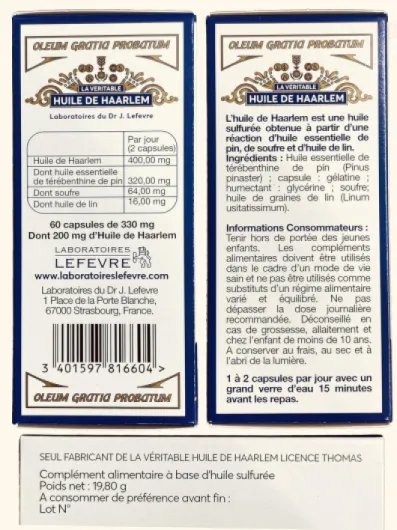 OLEUM GRATIA PROBATUM
LA VÉRITABLE
HUILE DE HAARLEM
Laboratoires du Dr J. Lefevre
Par jour
(2 capsules)
Huile de Haarlem 400,00 mg
Dont huile essentielle
de térébenthine de pin 320,00 mg
Dont soufre 64,00 mg
Dont huile de lin 16,00 mg
60 capsules de 330 mg
Dont 200 mg d'Huile de Haarlem
LABORATOIRES
LEFEVRE
www.laboratoireslefevre.com
Laboratoires du Dr J. Lefevre
1 Place de la Porte Blanche,
67000 Strasbourg, France.
3 401597 816604 >
OLEUM GRATIA PROBATUM
OLEUM GRATIA PROBATUM
LA VÉRITABLE
HUILE DE HAARLEM
L'huile de Haarlem est une huile
sulfurée obtenue à partir d'une
réaction d'huile essentielle de
pin, de soufre et d'huile de lin.
Ingrédients : Huile essentielle de
térébenthine de pin (Pinus
pinaster) ; capsule : gélatine ;
humectant : glycérine ; soufre;
huile de graines de lin (Linum
usitatissimum).
Informations Consommateurs :
Tenir hors de portée des jeunes
enfants. Les compléments
alimentaires doivent être utilisés
dans le cadre d'un mode de vie
sain et ne pas être utilisés comme
substituts d'un régime alimentaire
varié et équilibré. Ne pas
dépasser la dose journalière
recommandée. Déconseillé en
cas de grossesse, allaitement et
chez l'enfant de moins de 10 ans.
A conserver au frais, au sec et à
l'abri de la lumière.
1 à 2 capsules par jour avec un
grand verre d'eau 15 minutes
avant les repas.
OLEUM GRATIA PROBATUM
SEUL FABRICANT DE LA VÉRITABLE HUILE DE HAARLEM LICENCE THOMAS
Complément alimentaire à base d'huile sulfurée
Poids net : 19,80 g
A consommer de préférence avant fin :
Lot N°